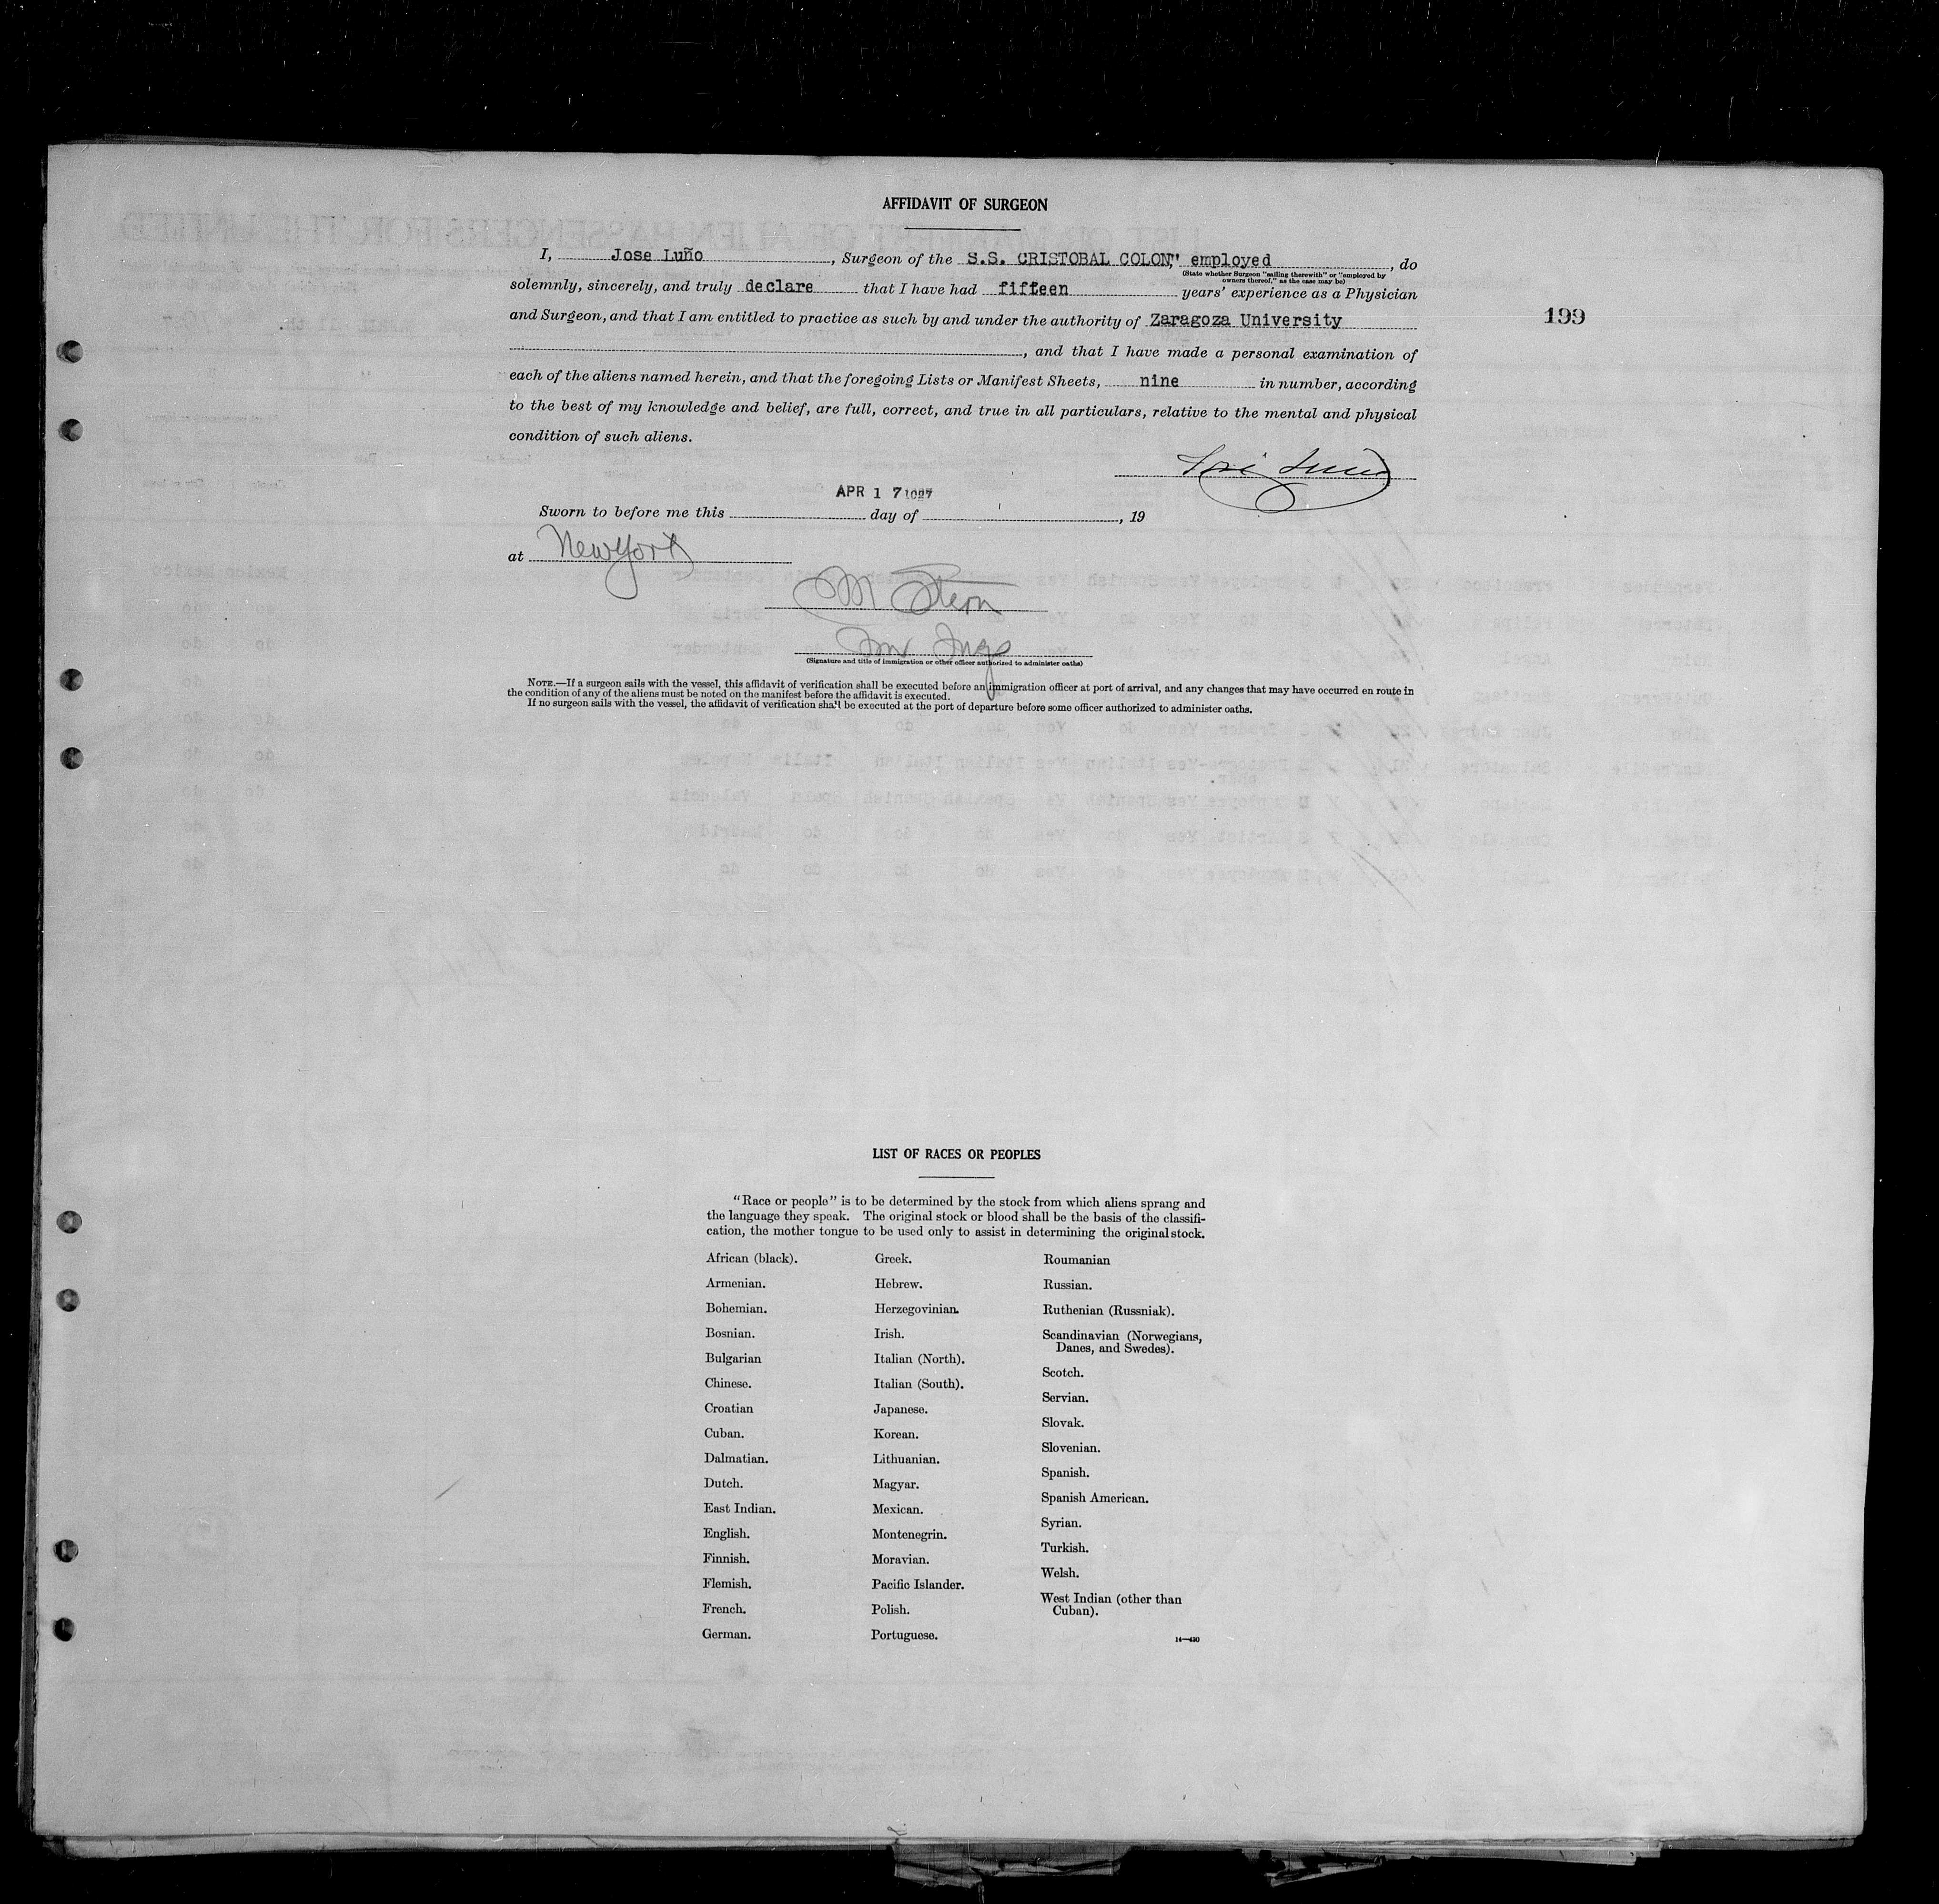 AFFIDAVIT OF SURGEON
I, Jose Luño, Surgeon of the S.S. CRISTOBAL COLON," employed, do
(State whether Surgeon "sailing therewith" or "employed by
owners thereof," as the case may be)
solemnly, sincerely, and truly declare that I have had fifteen years' experience as a Physician
and Surgeon, and that I am entitled to practice as such by and under the authority of Zaragoza University
199
, and that I have made a personal examination of
each of the aliens named herein, and that the foregoing Lists or Manifest Sheets, nine in number, according
to the best of my knowledge and belief, are full, correct, and true in all particulars, relative to the mental and physical
condition of such aliens.
APR 17 1927
Sworn to before me this day of , 19
at New York
M Stern
(Signature and title of immigration or other officer authorized to administer oaths)
NOTE.—If a surgeon sails with the vessel, this affidavit of verification shall be executed before an immigration officer at port of arrival, and any changes that may have occurred en route in
the condition of any of the aliens must be noted on the manifest before the affidavit is executed.
If no surgeon sails with the vessel, the affidavit of verification shall be executed at the port of departure before some officer authorized to administer oaths.
LIST OF RACES OR PEOPLES
"Race or people" is to be determined by the stock from which aliens sprang and
the language they speak. The original stock or blood shall be the basis of the classifi-
cation, the mother tongue to be used only to assist in determining the original stock.
African (black).
Armenian.
Bohemian.
Bosnian.
Bulgarian
Chinese.
Croatian
Cuban.
Dalmatian.
Dutch.
East Indian.
English.
Finnish.
Flemish.
French.
German.
Greek.
Hebrew.
Herzegovinian.
Irish.
Italian (North).
Italian (South).
Japanese.
Korean.
Lithuanian.
Magyar.
Mexican.
Montenegrin.
Moravian.
Pacific Islander.
Polish.
Portuguese.
Roumanian
Russian.
Ruthenian (Russniak).
Scandinavian (Norwegians,
Danes, and Swedes).
Scotch.
Servian.
Slovak.
Slovenian.
Spanish.
Spanish American.
Syrian.
Turkish.
Welsh.
West Indian (other than
Cuban).
14—430